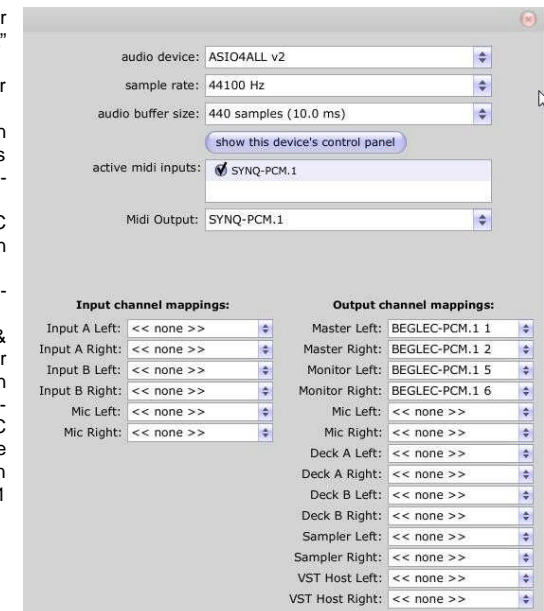 r
”
r
n
s
-
C
n
-
&
r
n
-
C
e
n
1
audio device: ASIO4ALL v2
sample rate: 44100 Hz
audio buffer size: 440 samples (10.0 ms)
show this device's control panel
active midi inputs: SYNQ-PCM.1
Midi Output: SYNQ-PCM.1
Input channel mappings:
Input A Left: << none >>
Input A Right: << none >>
Input B Left: << none >>
Input B Right: << none >>
Mic Left: << none >>
Mic Right: << none >>
Output channel mappings:
Master Left: BEGLEC-PCM.1 1
Master Right: BEGLEC-PCM.1 2
Monitor Left: BEGLEC-PCM.1 5
Monitor Right: BEGLEC-PCM.1 6
Mic Left: << none >>
Mic Right: << none >>
Deck A Left: << none >>
Deck A Right: << none >>
Deck B Left: << none >>
Deck B Right: << none >>
Sampler Left: << none >>
Sampler Right: << none >>
VST Host Left: << none >>
VST Host Right: << none >>